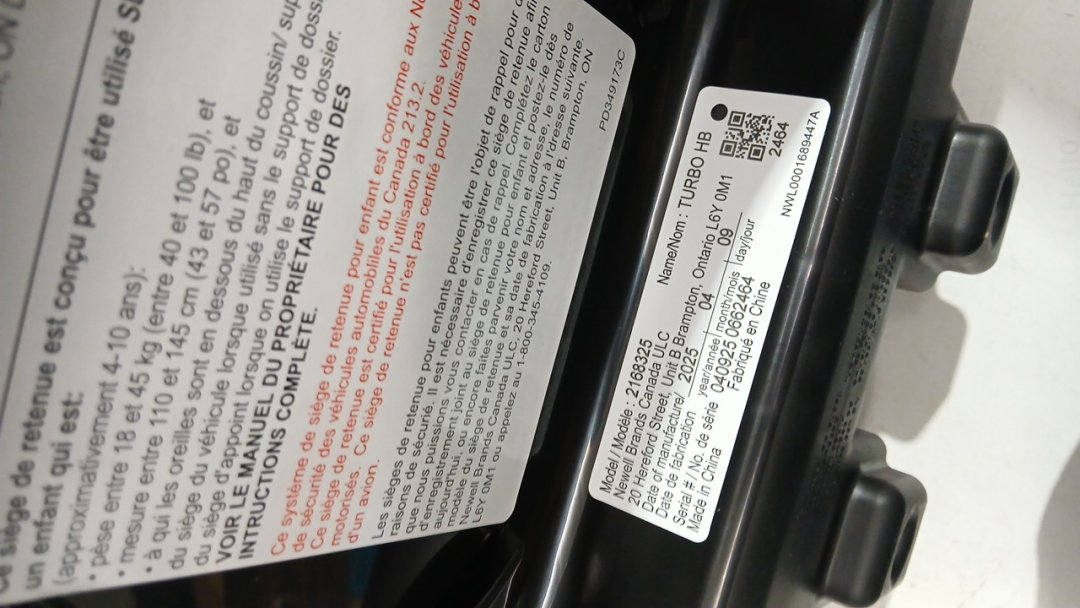 ce siège de retenue est conçu pour être utilisé
un enfant qui est:
(approximativement 4-10 ans):
• pèse entre 18 et 45 kg (entre 40 et 100 lb), et
• mesure entre 110 et 145 cm (43 et 57 po), et
• à qui les oreilles sont en dessous du haut du coussin/
du siège du véhicule lorsque utilisé sans le support de dossier
du siège d'appoint lorsque on utilise le support de dossier.
VOIR LE MANUEL DU PROPRIÉTAIRE POUR DES
INTRUCTIONS COMPLÈTE.
Ce système de siège de retenue pour enfant est conforme aux
de sécurité des véhicules automobliles du Canada 213.2.
Ce siège de retenue est certifié pour l'utilisation à bord des véhicules
motorisés. Ce siège de retenue n'est pas certifié pour l'utilisation à
d'un avion.
Les sièges de retenue pour enfants peuvent être l'objet de rappel pour
raisons de sécurité. Il est nécessaire d'enregistrer ce siège de retenue afin
que nous puissions vous contacter en cas de rappel. Complétez le carton
d'enregistrement joint au siège de retenue pour enfant et postez-le dès
aujourd'hui, ou encore faites parvenir votre nom et adresse, le numéro de
modèle du siège de retenue et sa date de fabrication à l'adresse suivante.
Newell Brands Canada ULC, 20 Hereford Street, Unit B, Brampton, ON
L6Y 0M1 ou appelez au 1-800-345-4109.
PD349173C
Model / Modèle : 2168325 Name/Nom : TURBO HB
Newell Brands Canada ULC
20 Hereford Street, Unit B Brampton, Ontario L6Y 0M1
Date of manufacture/ 2025 04 09
Date de fabrication year/année month/mois day/jour
Serial # / No. de série 040925 0662464
Made in China Fabriqué en Chine
2464
NWL0001689447A